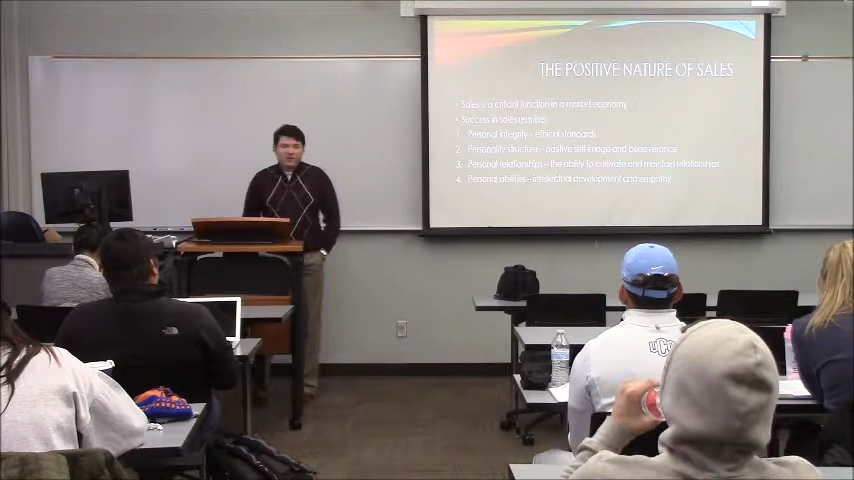 THE POSITIVE NATURE OF SALES
• Sales is a critical function in a market economy
• Success in sales requires:
1. Personal integrity – ethical standards
2. Personality structure – positive self-image and perseverance
3. Personal relationships – the ability to cultivate and maintain relationships
4. Personal abilities – intellectual development and empathy
UCO